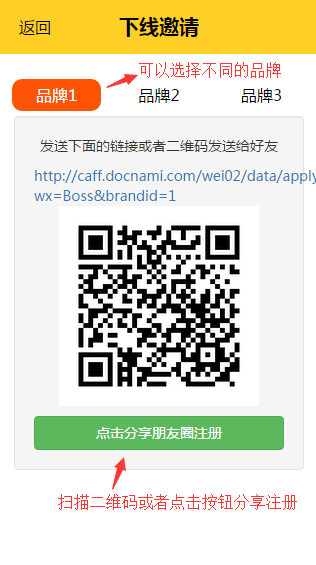 返回
下线邀请
可以选择不同的品牌
品牌1
品牌2
品牌3
发送下面的链接或者二维码发送给好友
http://caff.docnami.com/wei02/data/apply
wx=Boss&brandid=1
点击分享朋友圈注册
扫描二维码或者点击按钮分享注册